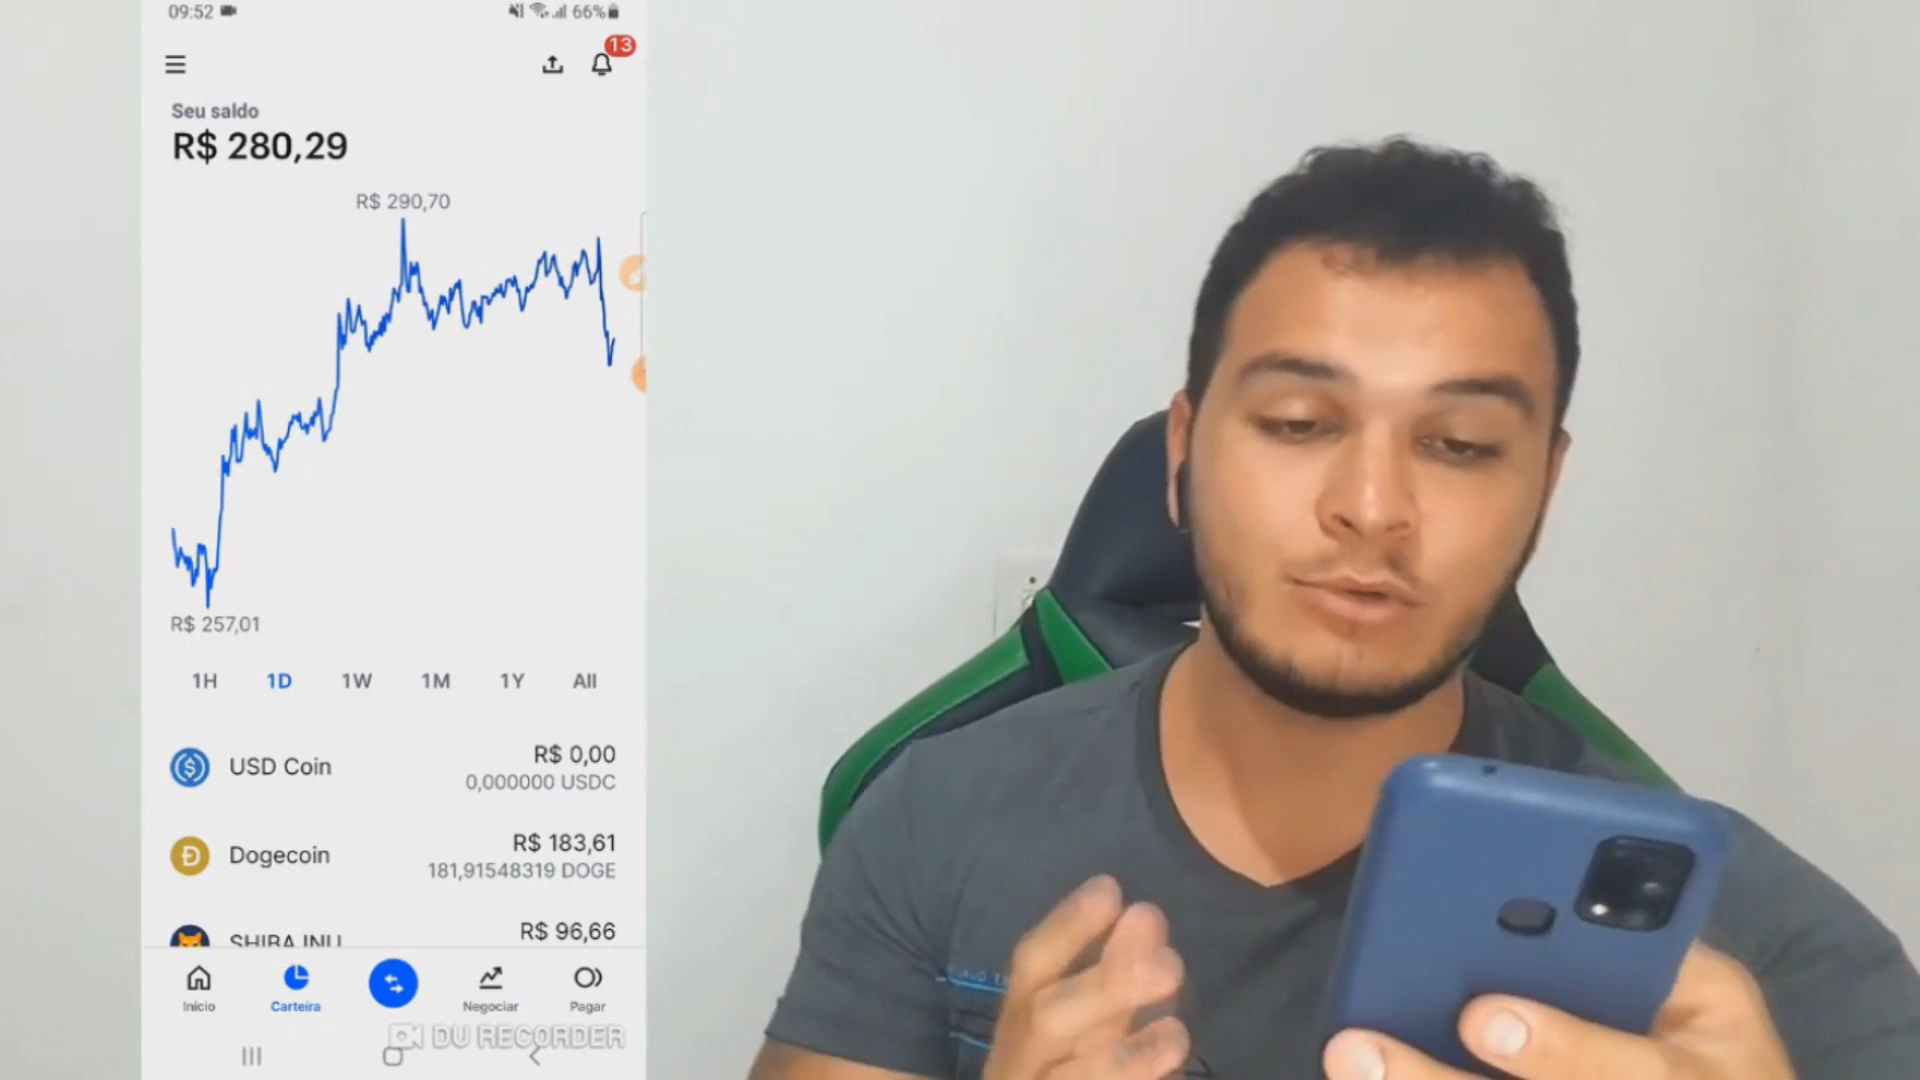 09:52
66%
13
Seu saldo
R$ 280,29
R$ 290,70
R$ 257,01
1H 1D 1W 1M 1Y All
USD Coin R$ 0,00
0,000000 USDC
Dogecoin R$ 183,61
181,91548319 DOGE
SHIBA INU R$ 96,66
Início Carteira Negociar Pagar
DU RECORDER